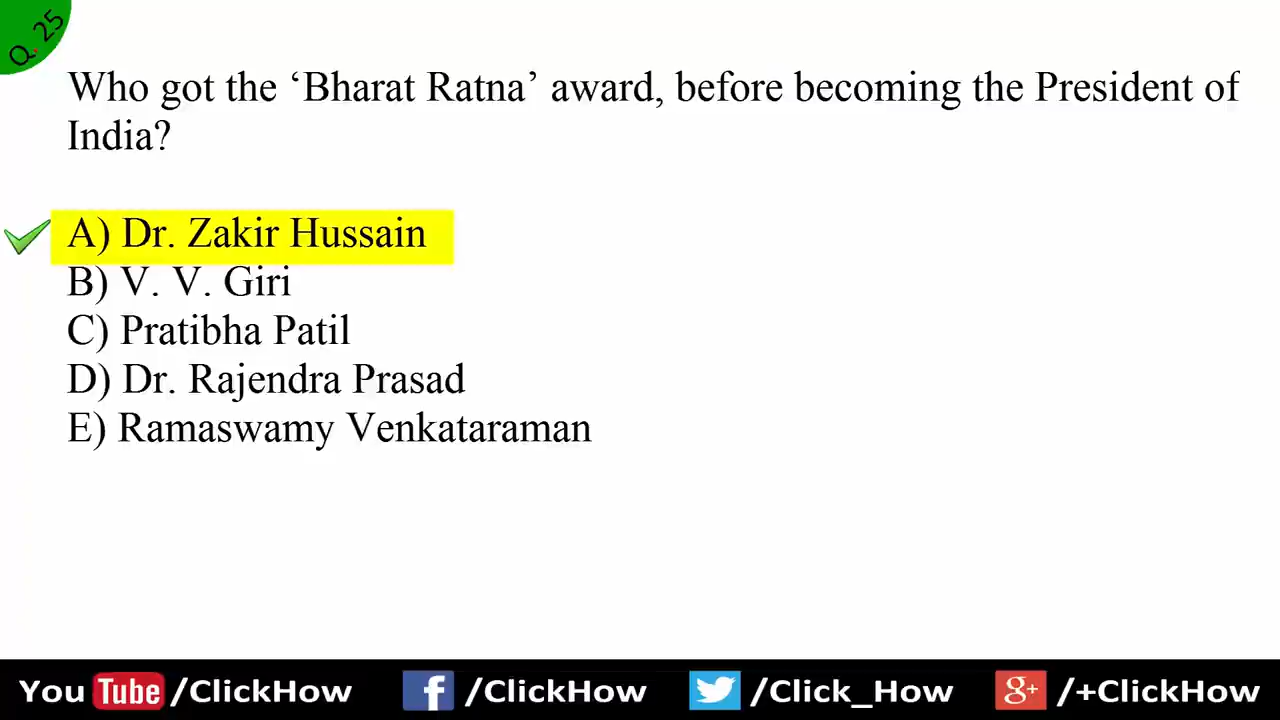 Q. 25
Who got the ‘Bharat Ratna’ award, before becoming the President of
India?
A) Dr. Zakir Hussain
B) V. V. Giri
C) Pratibha Patil
D) Dr. Rajendra Prasad
E) Ramaswamy Venkataraman
You Tube /ClickHow f /ClickHow /Click_How g+ /+ClickHow